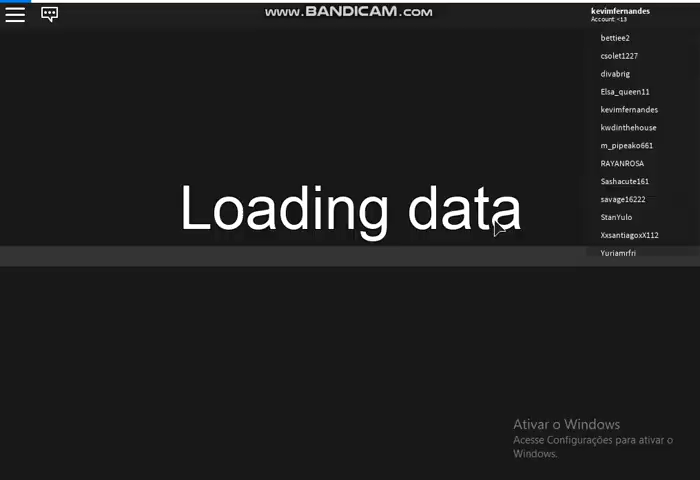 www.BANDICAM.com
kevimfernandes
Account: <13
bettiee2
csolet1227
divabrig
Elsa_queen11
kevimfernandes
kwdinthehouse
m_pipeako661
RAYANROSA
Sashacute161
savage16222
StanYulo
XxsantiagoxX112
Yuriamrfri
Loading data
Ativar o Windows
Acesse Configurações para ativar o
Windows.